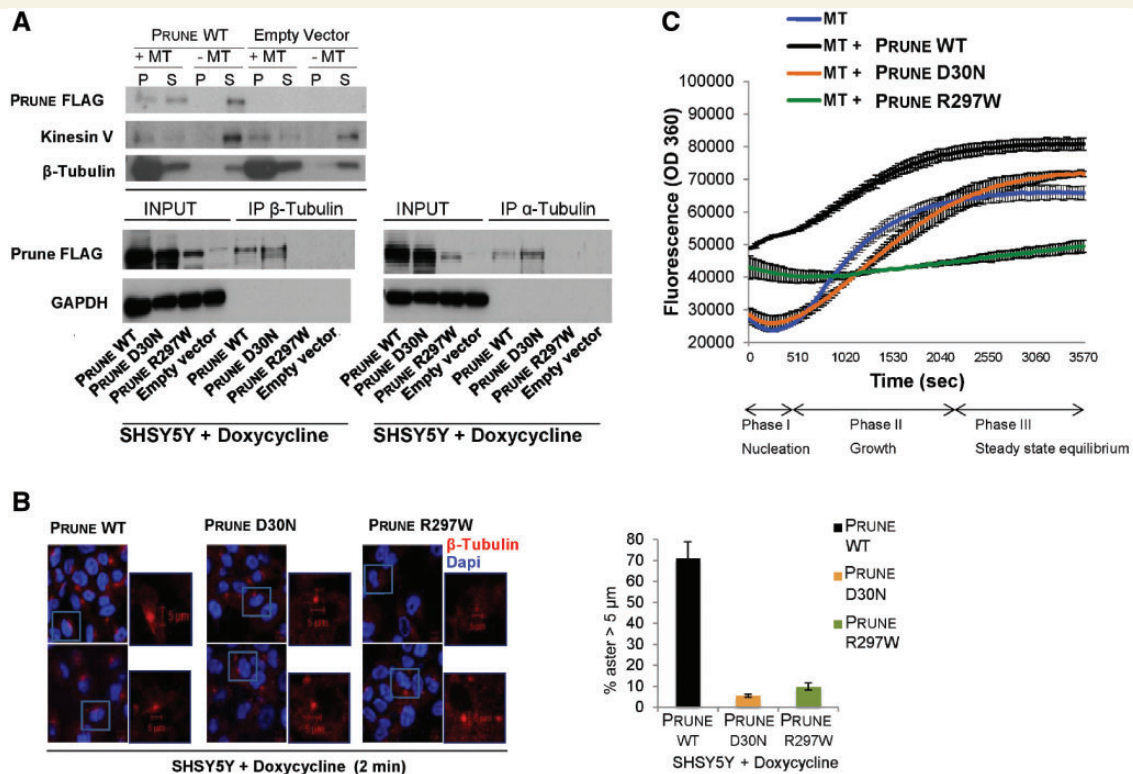 A
PRUNE WT Empty Vector
+ MT - MT + MT - MT
P S P S P S P S
PRUNE FLAG
Kinesin V
β-Tubulin
INPUT IP β-Tubulin
Prune FLAG
GAPDH
PRUNE WT
PRUNE D30N
PRUNE R297W
Empty vector
PRUNE WT
PRUNE D30N
PRUNE R297W
Empty vector
SHSY5Y + Doxycycline
INPUT IP α-Tubulin
PRUNE WT
PRUNE D30N
PRUNE R297W
Empty vector
PRUNE WT
PRUNE D30N
PRUNE R297W
Empty vector
SHSY5Y + Doxycycline
C
MT
MT + PRUNE WT
MT + PRUNE D30N
MT + PRUNE R297W
Fluorescence (OD 360)
100000
90000
80000
70000
60000
50000
40000
30000
20000
0 510 1020 1530 2040 2550 3060 3570
Time (sec)
Phase I Phase II Phase III
Nucleation Growth Steady state equilibrium
B
PRUNE WT PRUNE D30N PRUNE R297W
β-Tubulin
Dapi
5 µm
5 µm
5 µm
SHSY5Y + Doxycycline (2 min)
% aster > 5 µm
80
70
60
50
40
30
20
10
0
PRUNE WT
PRUNE D30N
PRUNE R297W
SHSY5Y + Doxycycline
PRUNE
WT
PRUNE
D30N
PRUNE
R297W